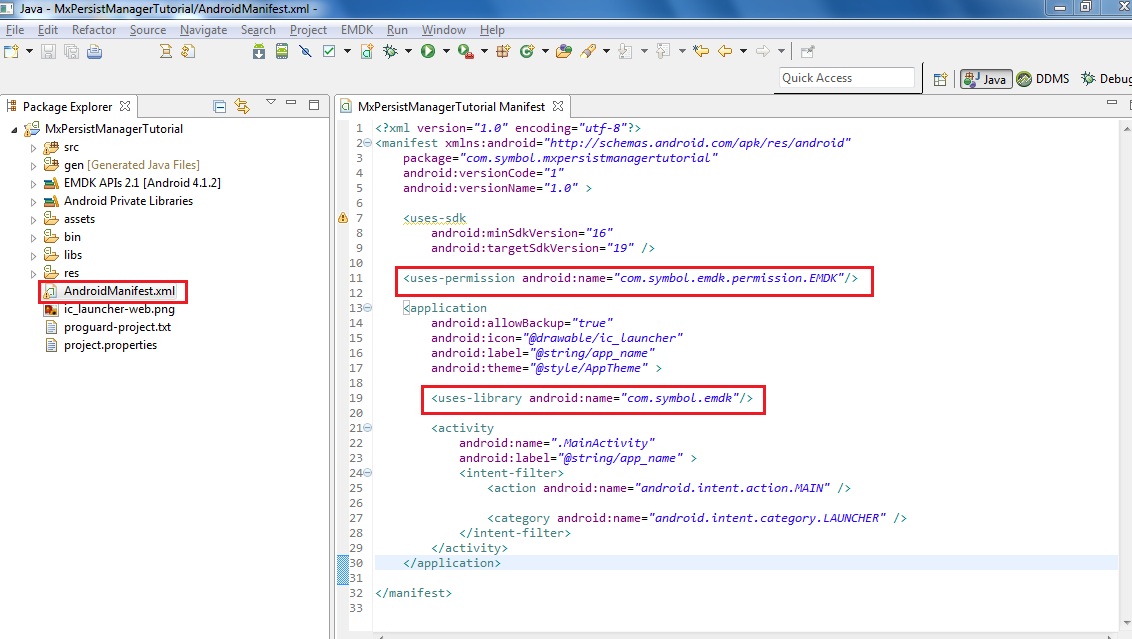 Java - MxPersistManagerTutorial/AndroidManifest.xml -
File Edit Refactor Source Navigate Search Project EMDK Run Window Help
Quick Access
Java
DDMS
Debug
Package Explorer
MxPersistManagerTutorial
src
gen [Generated Java Files]
EMDK APIs 2.1 [Android 4.1.2]
Android Private Libraries
assets
bin
libs
res
AndroidManifest.xml
ic_launcher-web.png
proguard-project.txt
project.properties
MxPersistManagerTutorial Manifest
1 <?xml version="1.0" encoding="utf-8"?>
2 <manifest xmlns:android="http://schemas.android.com/apk/res/android"
3 package="com.symbol.mxpersistmanagertutorial"
4 android:versionCode="1"
5 android:versionName="1.0" >
6
7 <uses-sdk
8 android:minSdkVersion="16"
9 android:targetSdkVersion="19" />
10
11 <uses-permission android:name="com.symbol.emdk.permission.EMDK"/>
12
13 <application
14 android:allowBackup="true"
15 android:icon="@drawable/ic_launcher"
16 android:label="@string/app_name"
17 android:theme="@style/AppTheme" >
18
19 <uses-library android:name="com.symbol.emdk"/>
20
21 <activity
22 android:name=".MainActivity"
23 android:label="@string/app_name" >
24 <intent-filter>
25 <action android:name="android.intent.action.MAIN" />
26
27 <category android:name="android.intent.category.LAUNCHER" />
28 </intent-filter>
29 </activity>
30 </application>
31
32 </manifest>
33